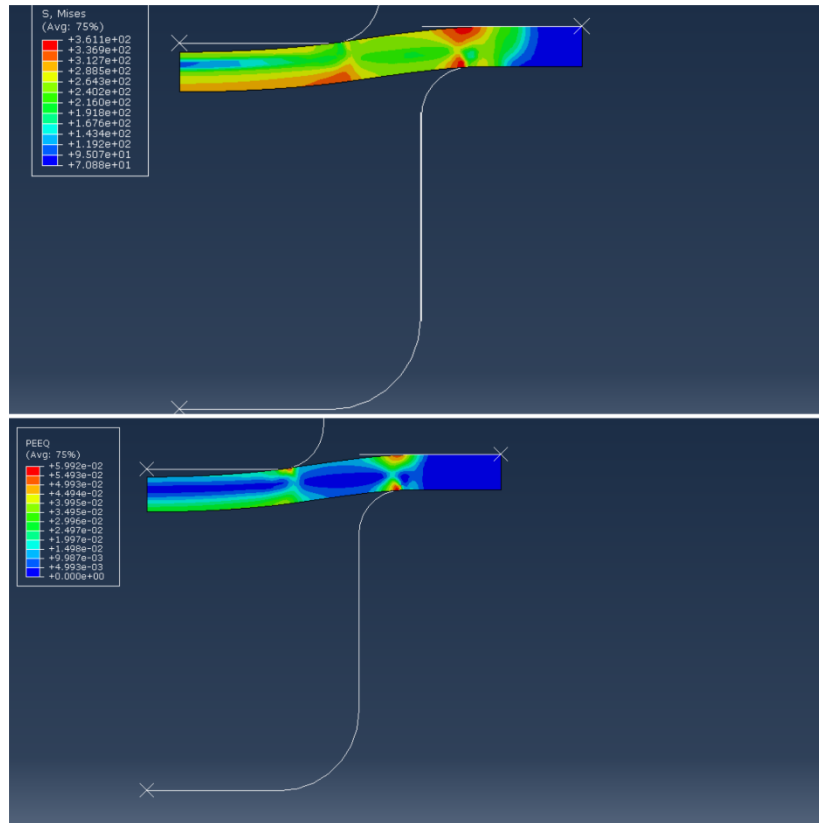 S, Mises
(Avg: 75%)
+3.611e+02
+3.369e+02
+3.127e+02
+2.885e+02
+2.643e+02
+2.402e+02
+2.160e+02
+1.918e+02
+1.676e+02
+1.434e+02
+1.192e+02
+9.507e+01
+7.088e+01
PEEQ
(Avg: 75%)
+5.992e-02
+5.493e-02
+4.993e-02
+4.494e-02
+3.995e-02
+3.495e-02
+2.996e-02
+2.497e-02
+1.997e-02
+1.498e-02
+9.987e-03
+4.993e-03
+0.000e+00